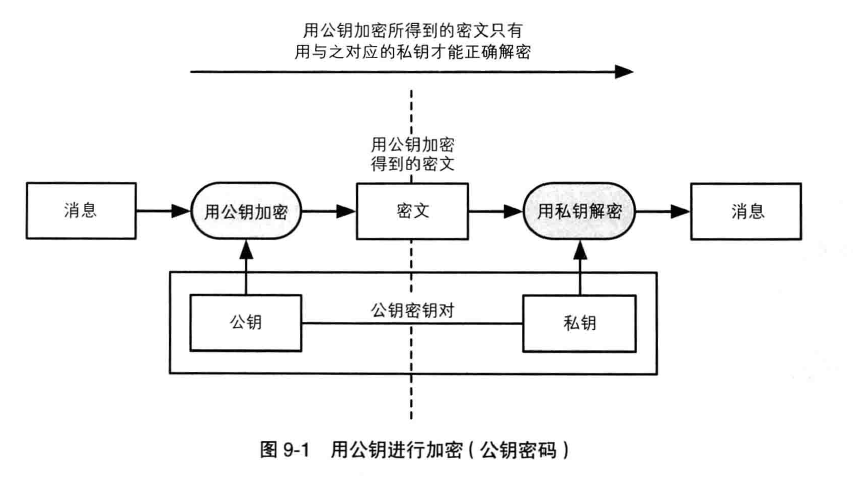 用公钥加密所得到的密文只有
用与之对应的私钥才能正确解密
用公钥加密
得到的密文
消息
用公钥加密
密文
用私钥解密
消息
公钥
公钥密钥对
私钥
图 9-1 用公钥进行加密(公钥密码)